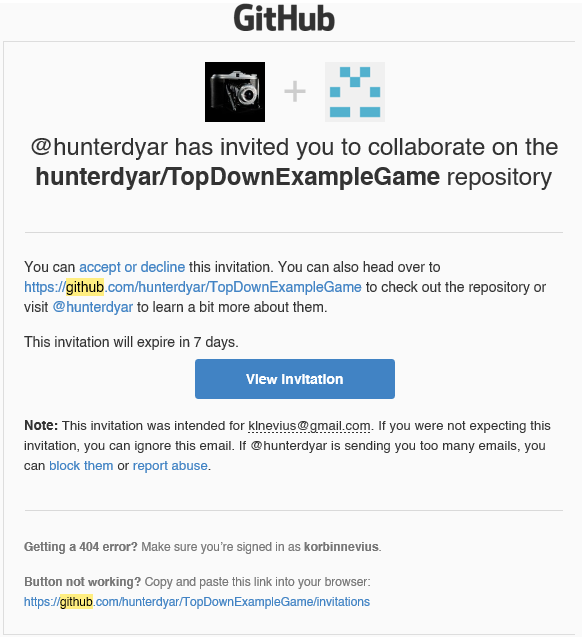 GitHub
@hunterdyar has invited you to collaborate on the
hunterdyar/TopDownExampleGame repository
You can accept or decline this invitation. You can also head over to
https://github.com/hunterdyar/TopDownExampleGame to check out the repository or
visit @hunterdyar to learn a bit more about them.
This invitation will expire in 7 days.
View invitation
Note: This invitation was intended for klnevius@gmail.com. If you were not expecting this
invitation, you can ignore this email. If @hunterdyar is sending you too many emails, you
can block them or report abuse.
Getting a 404 error? Make sure you're signed in as korbinnevius.
Button not working? Copy and paste this link into your browser:
https://github.com/hunterdyar/TopDownExampleGame/invitations